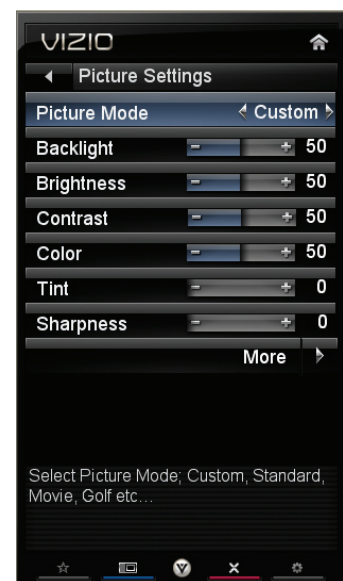 VIZIO
Picture Settings
Picture Mode Custom
Backlight - + 50
Brightness - + 50
Contrast - + 50
Color - + 50
Tint - + 0
Sharpness - + 0
More
Select Picture Mode; Custom, Standard,
Movie, Golf etc...
V